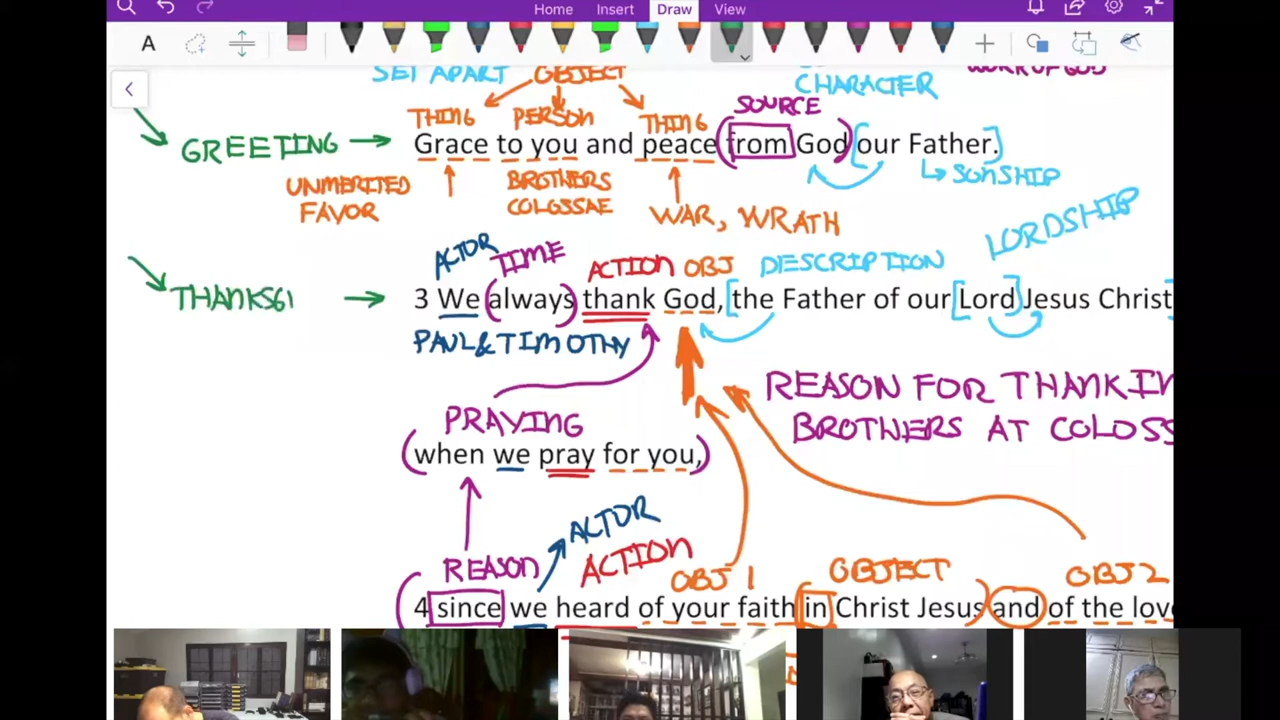 Home Insert Draw View
A
SET APART OBJECT
CHARACTER WORK OF GOD
THING PERSON THING SOURCE
GREETING Grace to you and peace from God our Father.
SONSHIP
UNMERITED FAVOR
BROTHERS COLOSSAE
WAR, WRATH
ACTOR TIME ACTION OBJ DESCRIPTION LORDSHIP
THANKSGI 3 We (always) thank God, [the Father of our [Lord] Jesus Christ]
PAUL & TIMOTHY
REASON FOR THANKIN
BROTHERS AT COLOSS
PRAYING
(when we pray for you,)
ACTOR
REASON ACTION OBJ 1 OBJECT OBJ 2
(4 since we heard of your faith (in Christ Jesus) and of the lov